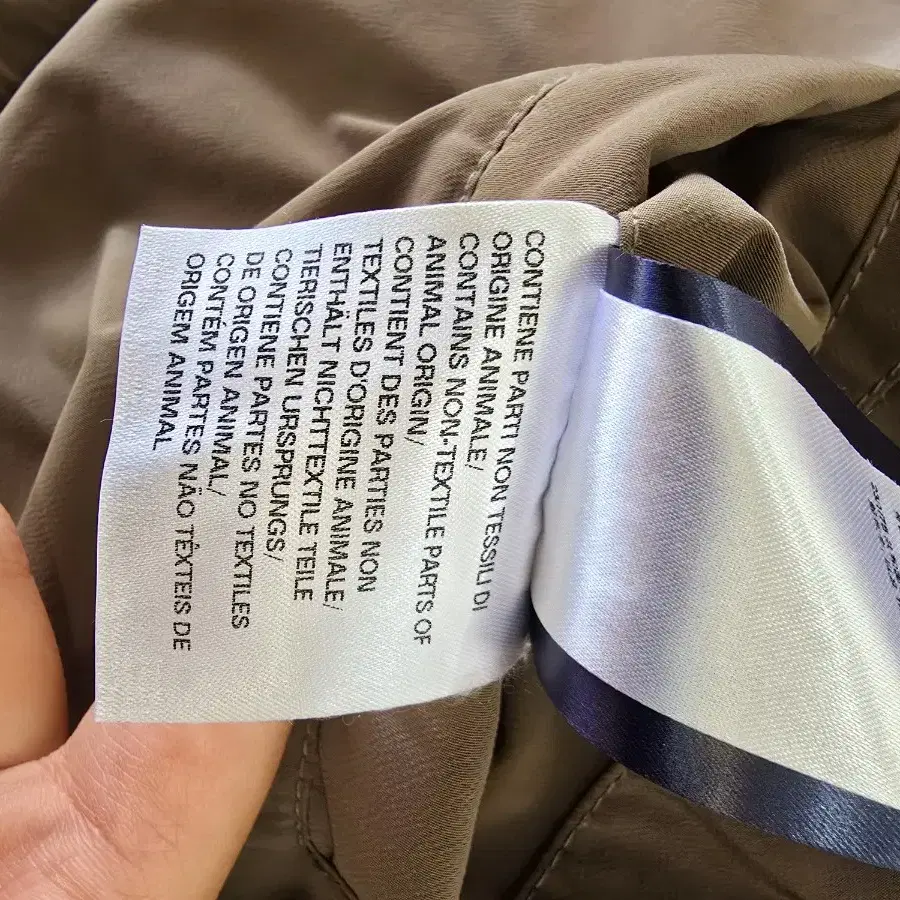 CONTIENE PARTI NON TESSILI DI
ORIGINE ANIMALE/
CONTAINS NON-TEXTILE PARTS OF
ANIMAL ORIGIN/
CONTIENT DES PARTIES NON
TEXTILES D'ORIGINE ANIMALE/
ENTHÄLT NICHTTEXTILE TEILE
TIERISCHEN URSPRUNGS/
CONTIENE PARTES NO TEXTILES
DE ORIGEN ANIMAL/
CONTÉM PARTES NÃO TÊXTEIS DE
ORIGEM ANIMAL